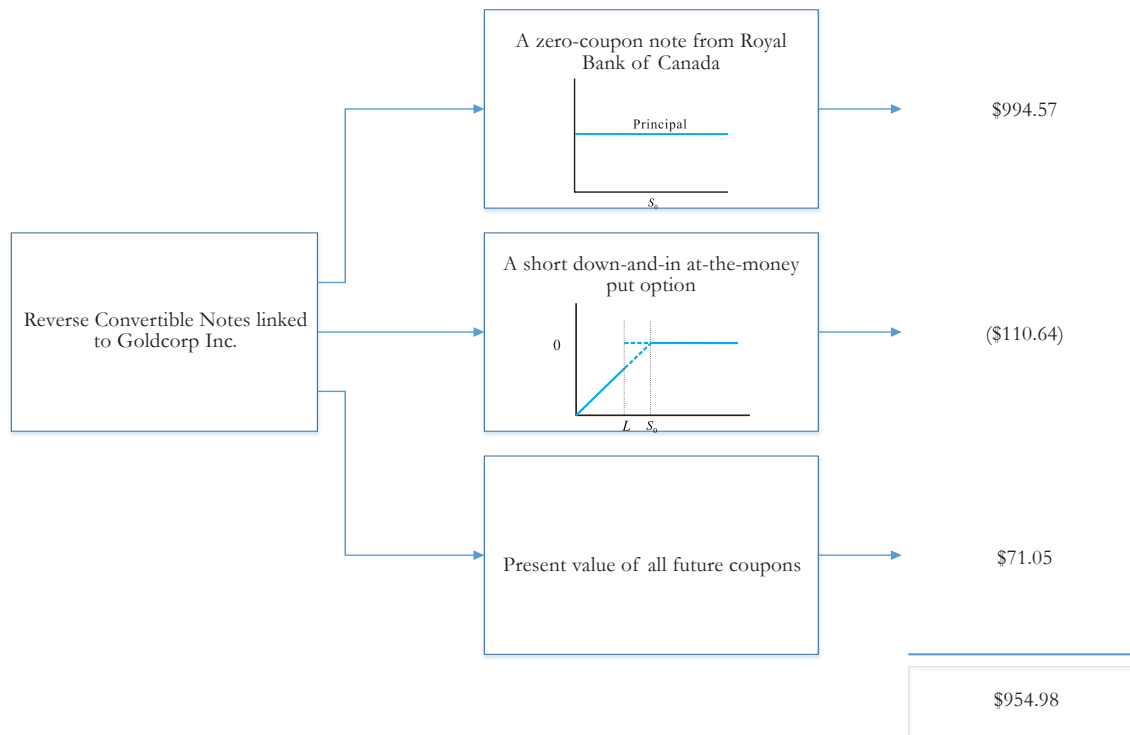 A zero-coupon note from Royal
Bank of Canada
Principal
S₀
$994.57
Reverse Convertible Notes linked
to Goldcorp Inc.
A short down-and-in at-the-money
put option
0
L S₀
($110.64)
Present value of all future coupons
$71.05
$954.98